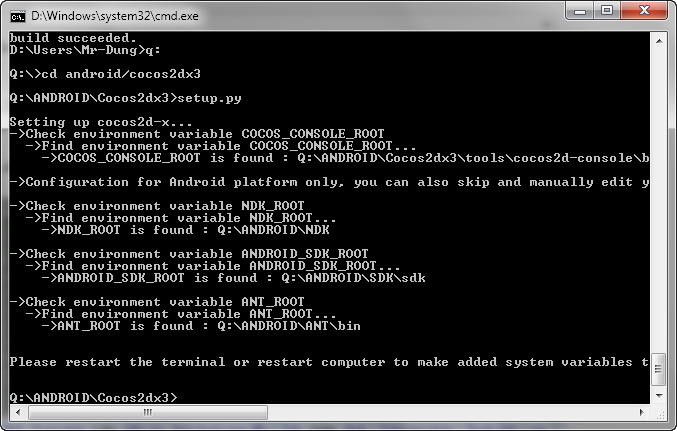 D:\Windows\system32\cmd.exe
build succeeded.
D:\Users\Mr-Dung>q:
Q:\>cd android/cocos2dx3
Q:\ANDROID\Cocos2dx3>setup.py
Setting up cocos2d-x...
->Check environment variable COCOS_CONSOLE_ROOT
->Find environment variable COCOS_CONSOLE_ROOT...
->COCOS_CONSOLE_ROOT is found : Q:\ANDROID\Cocos2dx3\tools\cocos2d-console\b
->Configuration for Android platform only, you can also skip and manually edit y
->Check environment variable NDK_ROOT
->Find environment variable NDK_ROOT...
->NDK_ROOT is found : Q:\ANDROID\NDK
->Check environment variable ANDROID_SDK_ROOT
->Find environment variable ANDROID_SDK_ROOT...
->ANDROID_SDK_ROOT is found : Q:\ANDROID\SDK\sdk
->Check environment variable ANT_ROOT
->Find environment variable ANT_ROOT...
->ANT_ROOT is found : Q:\ANDROID\ANT\bin
Please restart the terminal or restart computer to make added system variables t
Q:\ANDROID\Cocos2dx3>